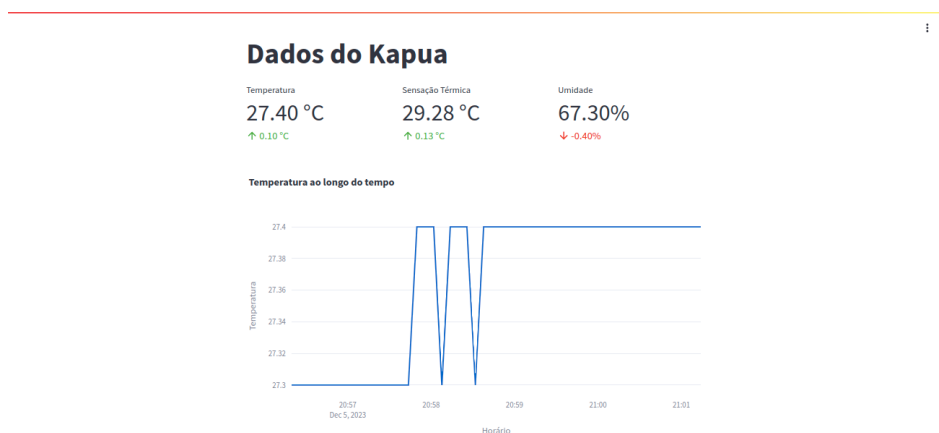 Dados do Kapua
Temperatura
27.40 °C
↑ 0.10 °C
Sensação Térmica
29.28 °C
↑ 0.13 °C
Umidade
67.30%
↓ -0.40%
Temperatura ao longo do tempo
Temperatura
27.4
27.38
27.36
27.34
27.32
27.3
20:57
Dec 5, 2023
20:58
20:59
21:00
21:01
Horário